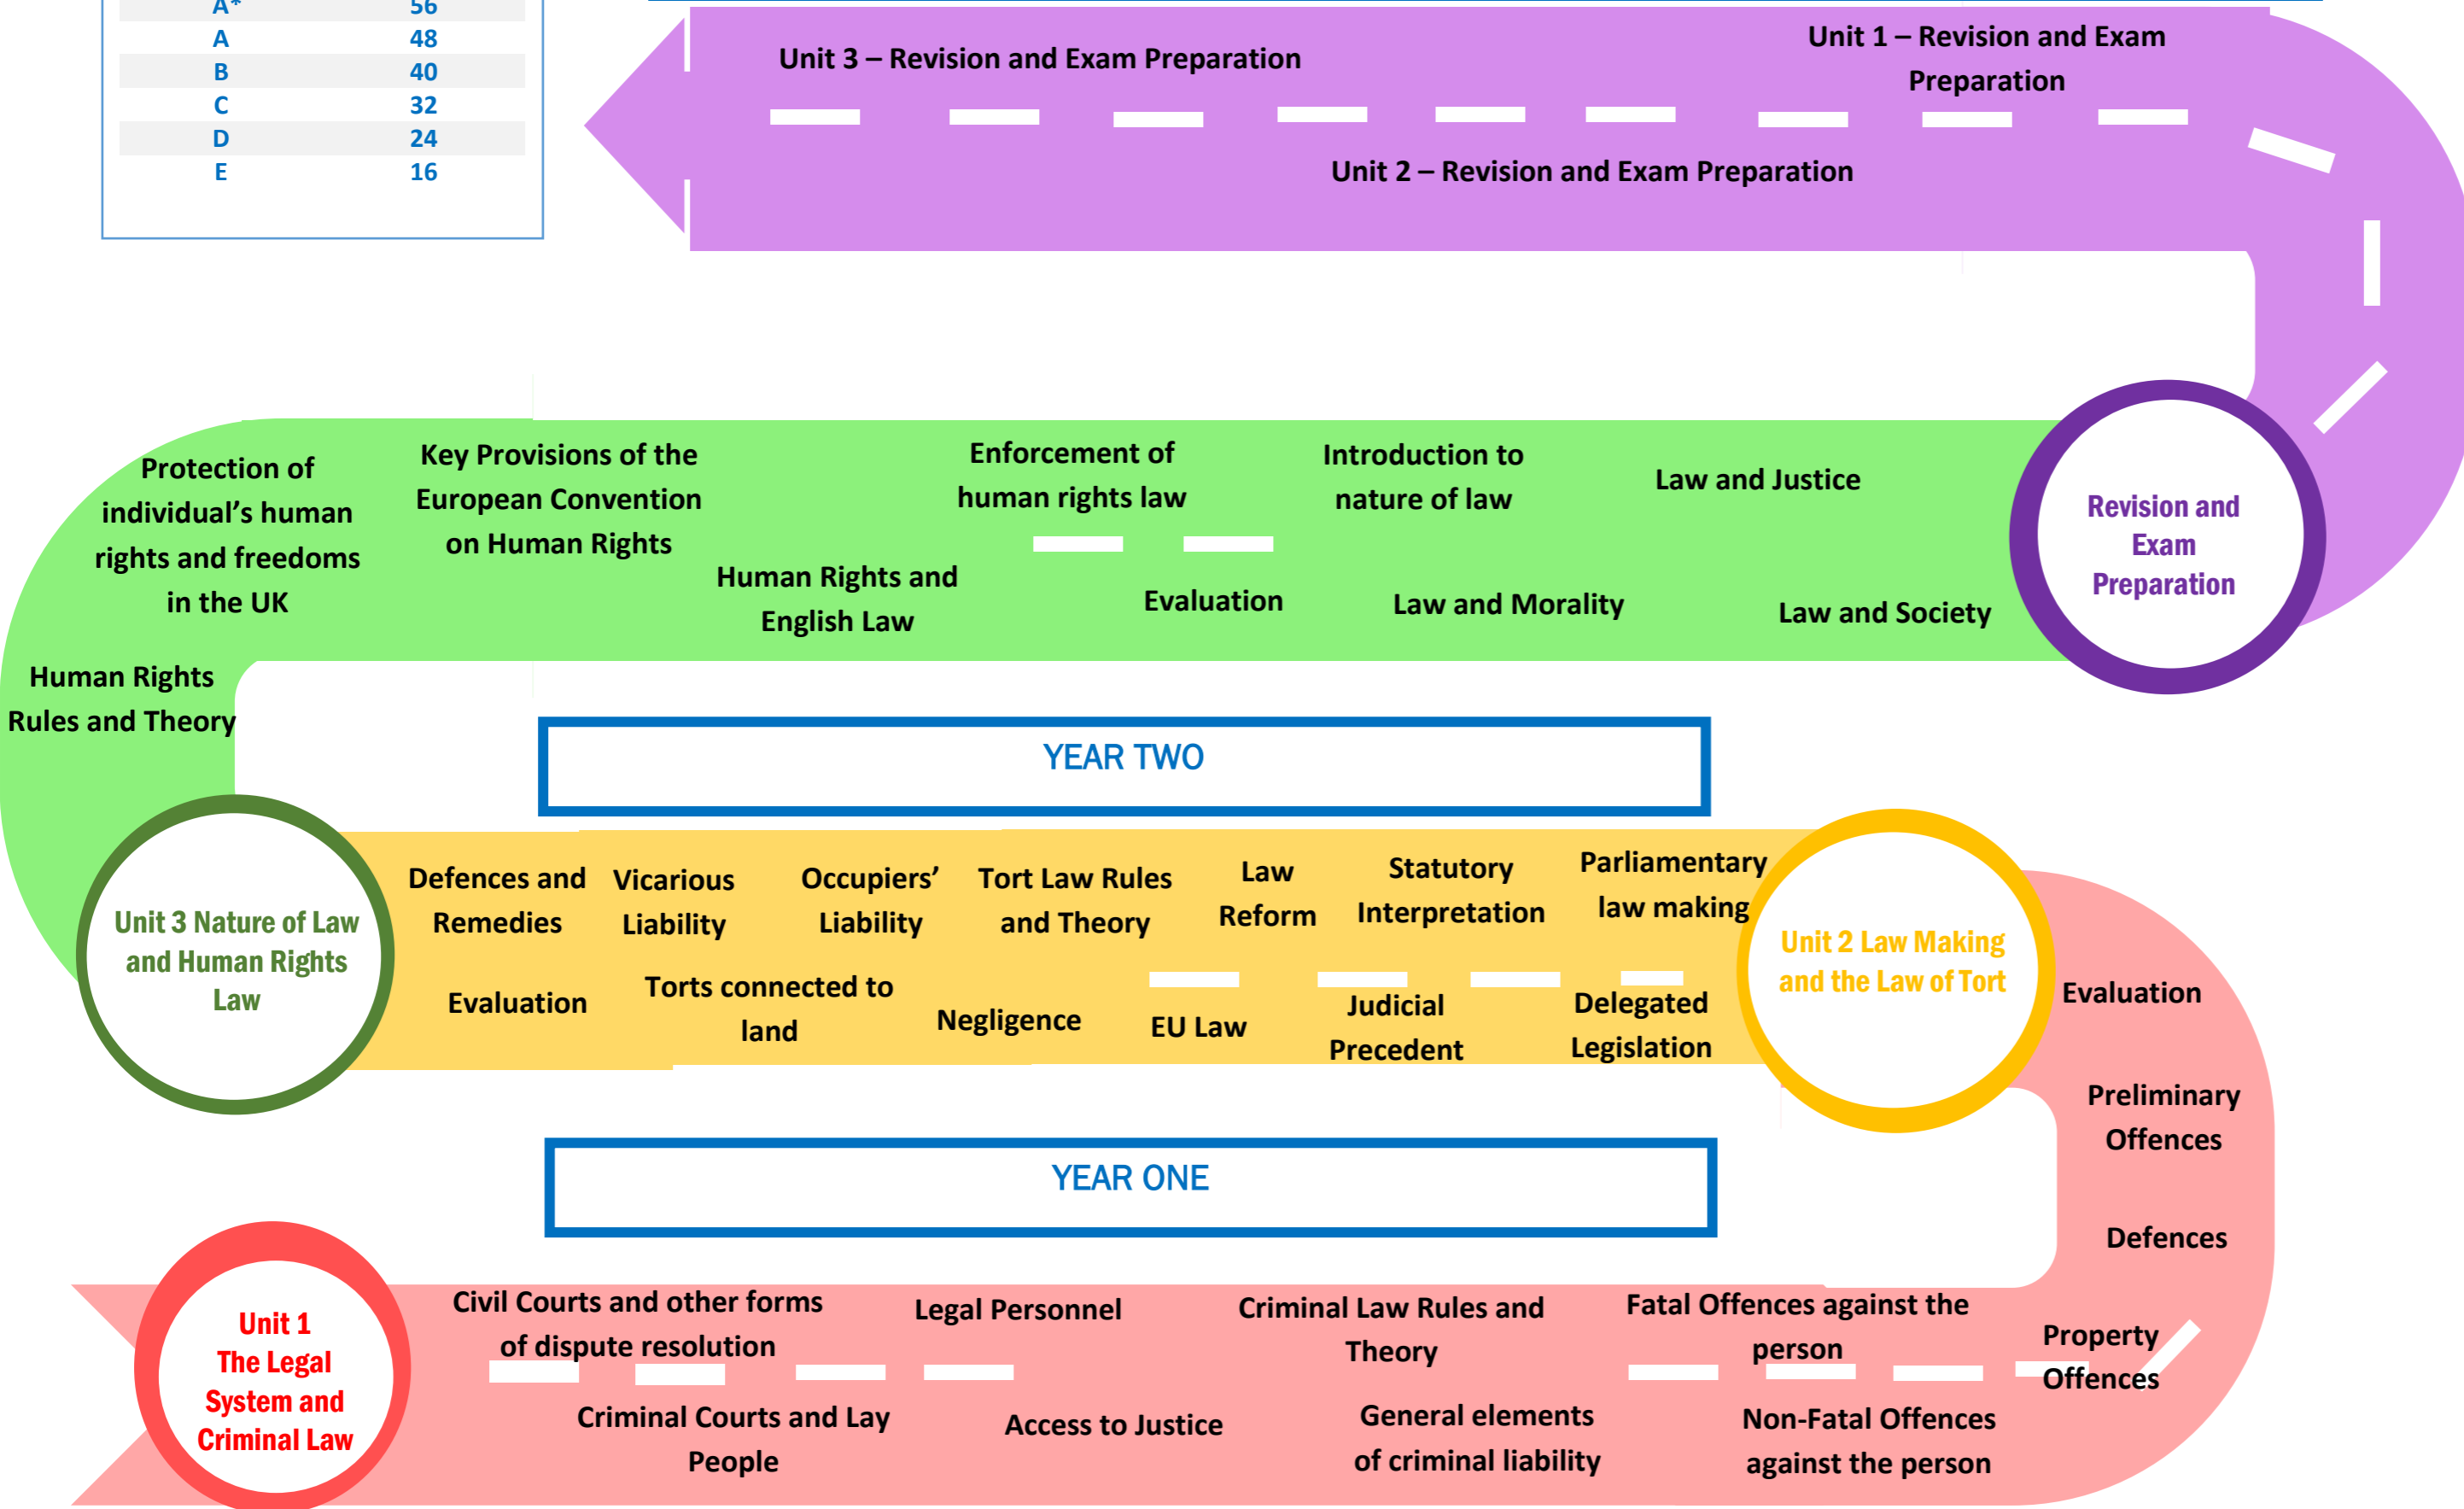 A* 56
A 48
B 40
C 32
D 24
E 16
Unit 3 – Revision and Exam Preparation
Unit 1 – Revision and Exam
Preparation
Unit 2 – Revision and Exam Preparation
Protection of
individual's human
rights and freedoms
in the UK
Key Provisions of the
European Convention
on Human Rights
Human Rights and
English Law
Enforcement of
human rights law
Evaluation
Introduction to
nature of law
Law and Morality
Law and Justice
Law and Society
Revision and
Exam
Preparation
Human Rights
Rules and Theory
YEAR TWO
Unit 3 Nature of Law
and Human Rights
Law
Defences and
Remedies
Vicarious
Liability
Occupiers'
Liability
Tort Law Rules
and Theory
Law
Reform
Statutory
Interpretation
Parliamentary
law making
Evaluation
Torts connected to
land
Negligence
EU Law
Judicial
Precedent
Delegated
Legislation
Unit 2 Law Making
and the Law of Tort
Evaluation
Preliminary
Offences
Defences
Property
Offences
YEAR ONE
Unit 1
The Legal
System and
Criminal Law
Civil Courts and other forms
of dispute resolution
Legal Personnel
Criminal Law Rules and
Theory
Fatal Offences against the
person
Criminal Courts and Lay
People
Access to Justice
General elements
of criminal liability
Non-Fatal Offences
against the person